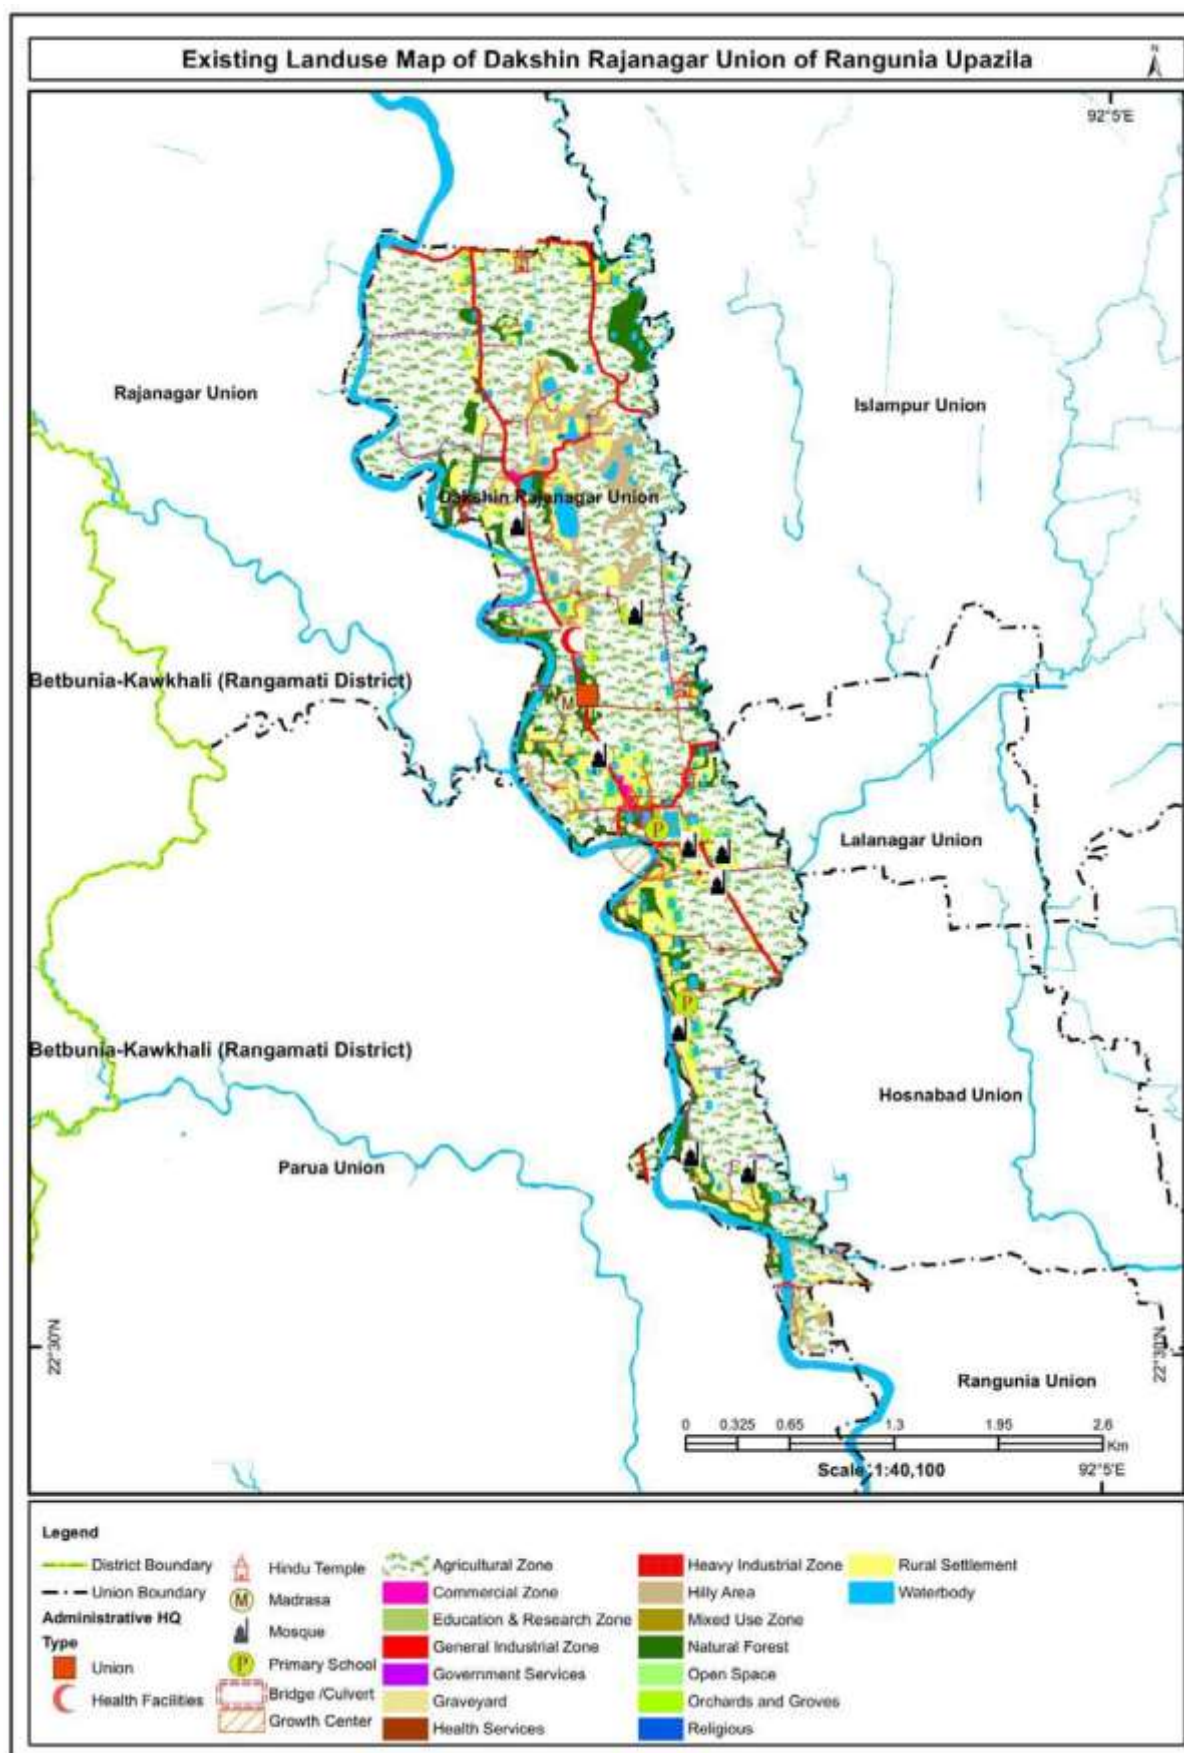 Existing Landuse Map of Dakshin Rajanagar Union of Rangunia Upazila
N
92°5'E
Rajanagar Union
Islampur Union
Dakshin Rajanagar Union
Betbunia-Kawkhali (Rangamati District)
M
P
Lalanagar Union
P
Betbunia-Kawkhali (Rangamati District)
Hosnabad Union
Parua Union
22°30'N
22°30'N
Rangunia Union
0 0.325 0.65 1.3 1.95 2.6
Km
Scale 1:40,100
92°5'E
Legend
District Boundary
Union Boundary
Administrative HQ
Type
Union
Health Facilities
Hindu Temple
M Madrasa
Mosque
P Primary School
Bridge /Culvert
Growth Center
Agricultural Zone
Commercial Zone
Education & Research Zone
General Industrial Zone
Government Services
Graveyard
Health Services
Heavy Industrial Zone
Hilly Area
Mixed Use Zone
Natural Forest
Open Space
Orchards and Groves
Religious
Rural Settlement
Waterbody